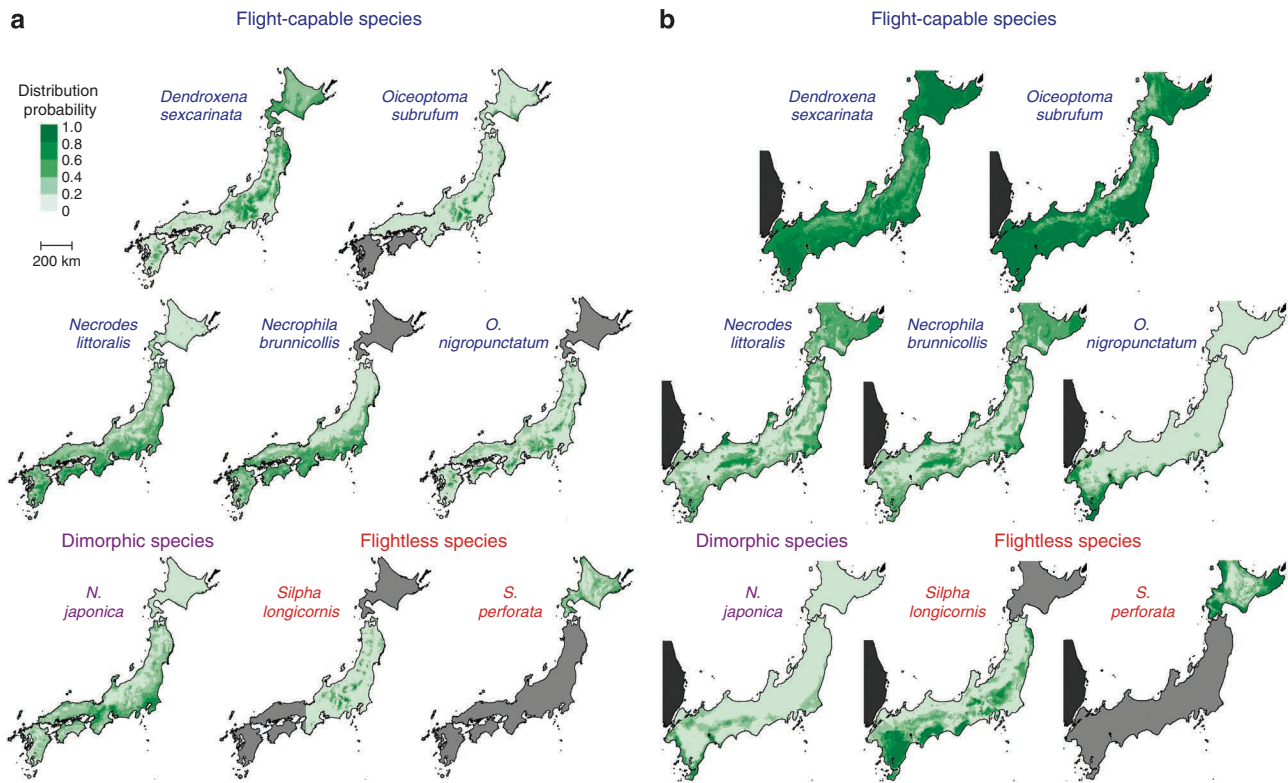 a
Flight-capable species
Distribution
probability
1.0
0.8
0.6
0.4
0.2
0
200 km
Dendroxena
sexcarinata
Oiceoptoma
subrufum
Necrodes
littoralis
Necrophila
brunnicollis
O.
nigropunctatum
Dimorphic species
Flightless species
N.
japonica
Silpha
longicornis
S.
perforata
b
Flight-capable species
Dendroxena
sexcarinata
Oiceoptoma
subrufum
Necrodes
littoralis
Necrophila
brunnicollis
O.
nigropunctatum
Dimorphic species
Flightless species
N.
japonica
Silpha
longicornis
S.
perforata